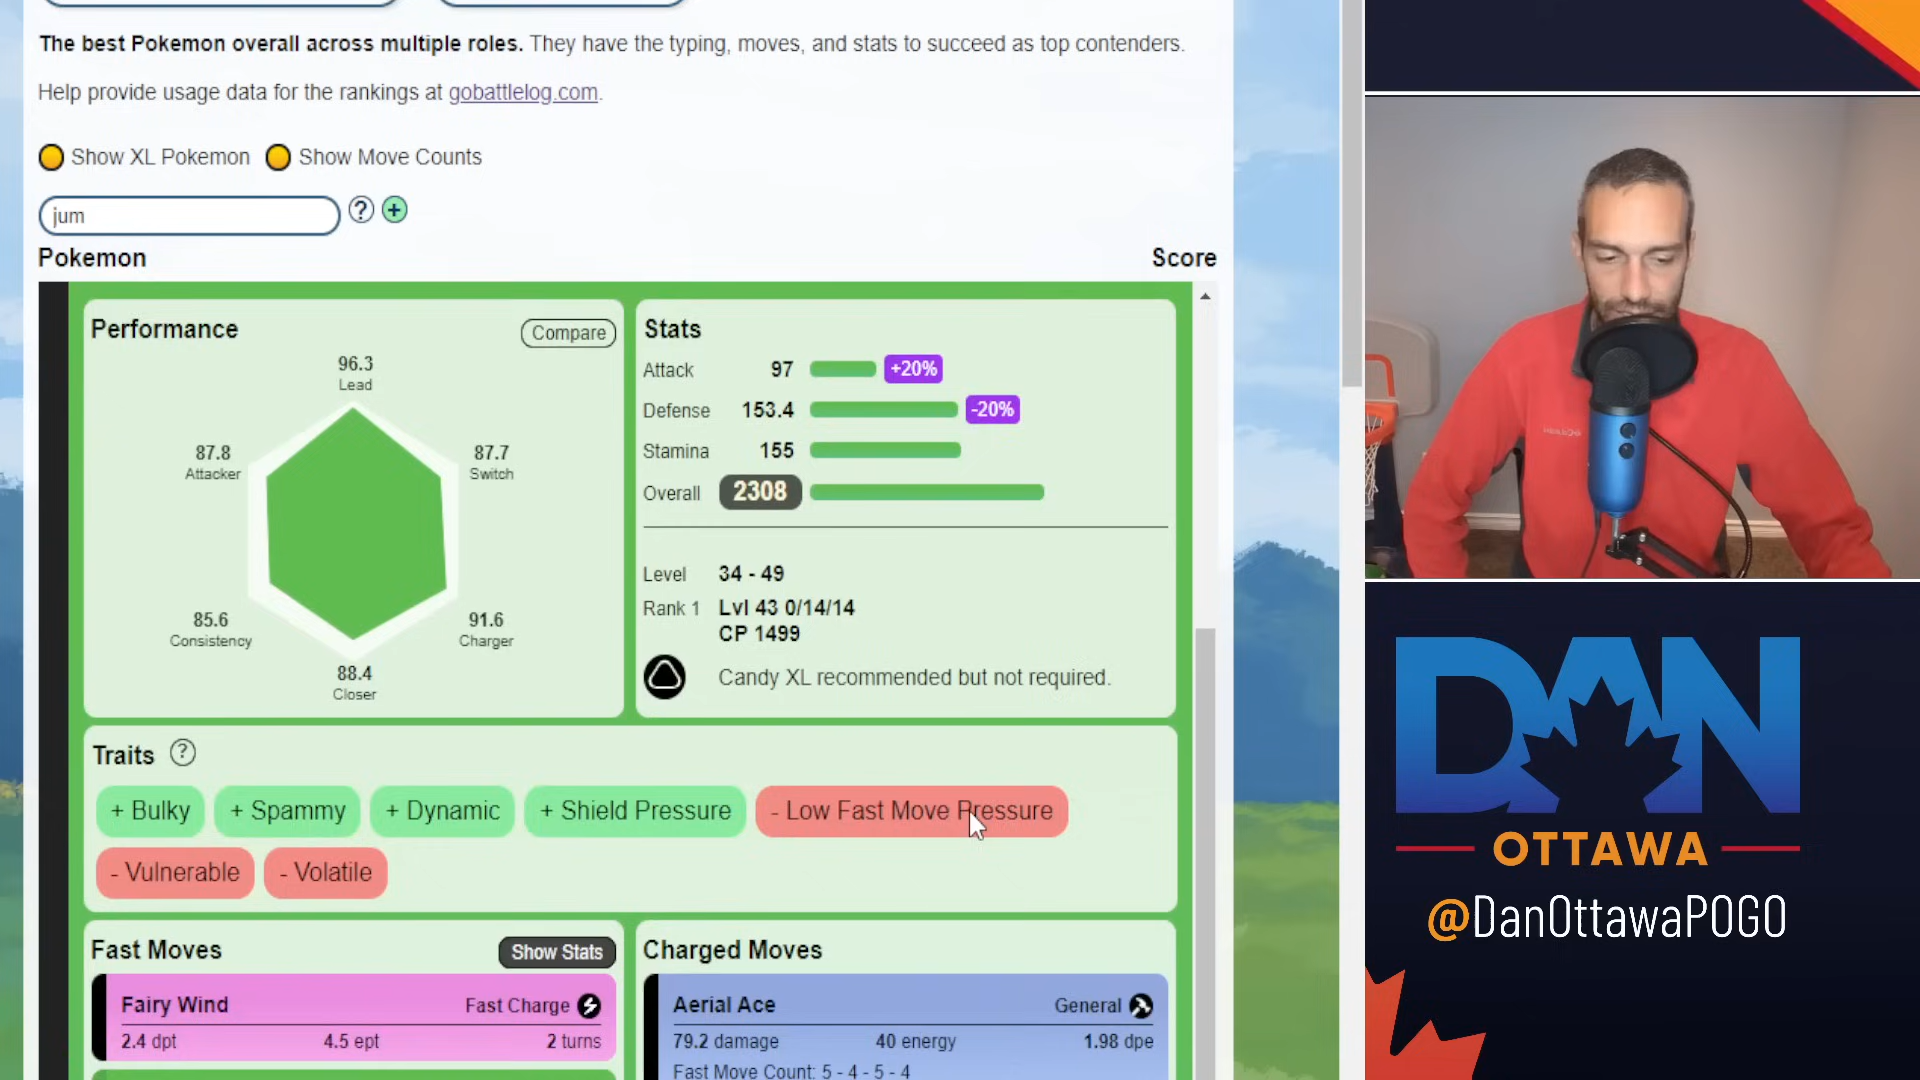 The best Pokemon overall across multiple roles. They have the typing, moves, and stats to succeed as top contenders.
Help provide usage data for the rankings at gobattlelog.com.
Show XL Pokemon Show Move Counts
jum ? +
Pokemon Score
Performance Compare
96.3
Lead
87.8
Attacker
87.7
Switch
85.6
Consistency
91.6
Charger
88.4
Closer
Stats
Attack 97 +20%
Defense 153.4 -20%
Stamina 155
Overall 2308
Level 34 - 49
Rank 1 Lvl 43 0/14/14
CP 1499
Candy XL recommended but not required.
Traits ?
+ Bulky + Spammy + Dynamic + Shield Pressure - Low Fast Move Pressure
- Vulnerable - Volatile
Fast Moves Show Stats
Fairy Wind Fast Charge
2.4 dpt 4.5 ept 2 turns
Charged Moves
Aerial Ace General
79.2 damage 40 energy 1.98 dpe
Fast Move Count: 5 - 4 - 5 - 4
DAN
OTTAWA
@DanOttawaPOGO